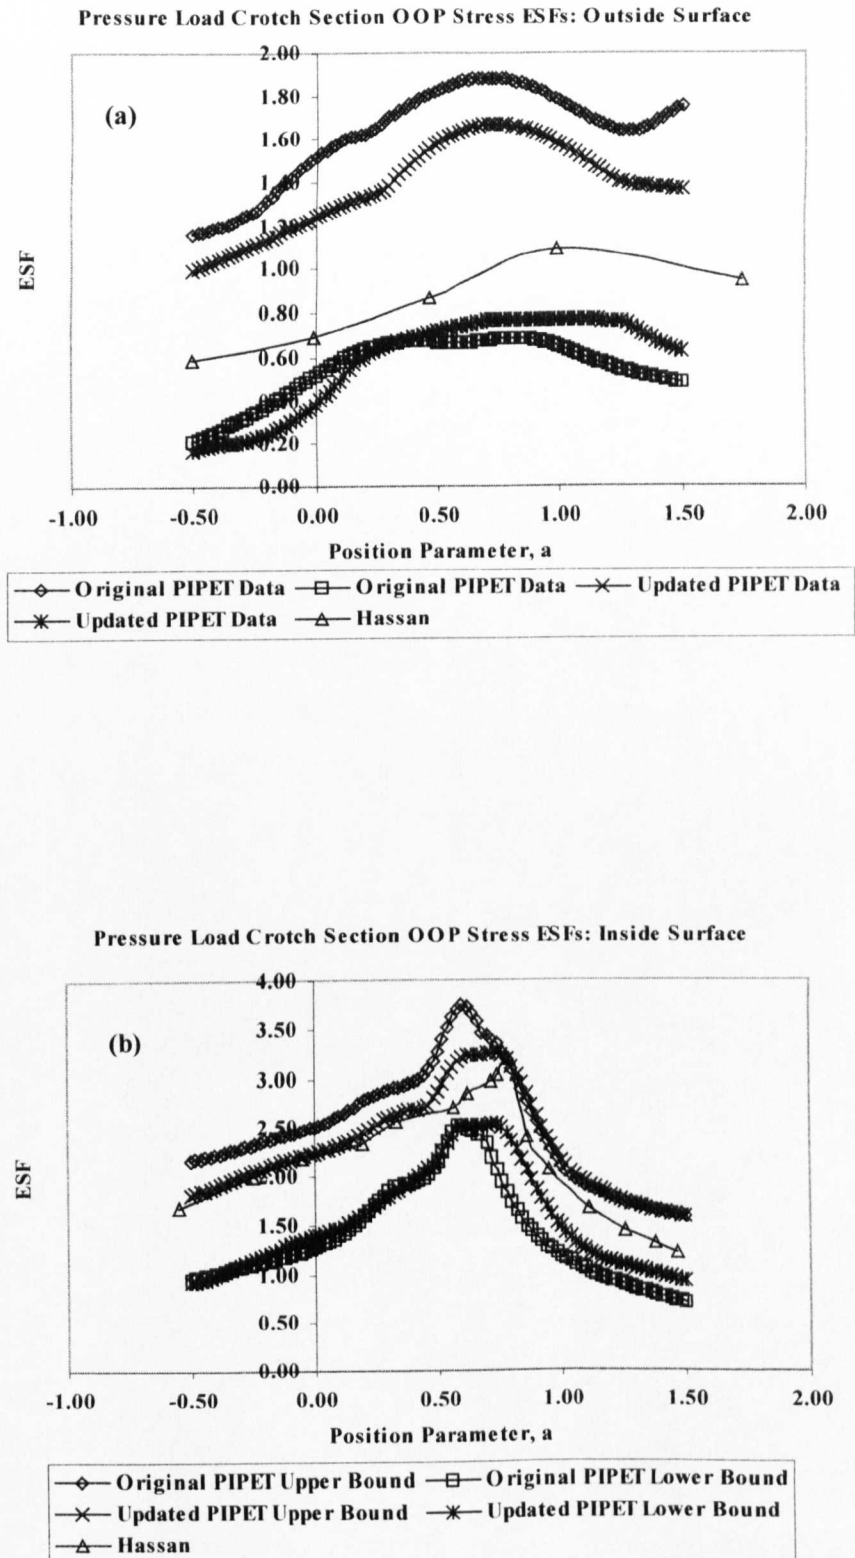 Pressure Load Crotch Section OOP Stress ESFs: Outside Surface
(a)
2.00
1.80
1.60
1.40
1.20
1.00
0.80
0.60
0.20
0.00
ESF
-1.00 -0.50 0.00 0.50 1.00 1.50 2.00
Position Parameter, a
Original PIPET Data Original PIPET Data Updated PIPET Data
Updated PIPET Data Hassan
Pressure Load Crotch Section OOP Stress ESFs: Inside Surface
(b)
4.00
3.50
3.00
2.50
2.00
1.50
1.00
0.50
0.00
ESF
-1.00 -0.50 0.00 0.50 1.00 1.50 2.00
Position Parameter, a
Original PIPET Upper Bound Original PIPET Lower Bound
Updated PIPET Upper Bound Updated PIPET Lower Bound
Hassan